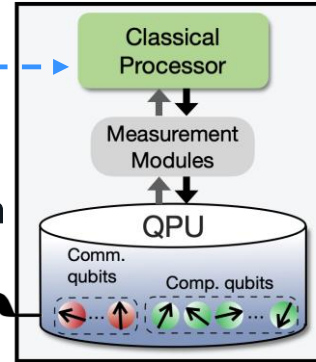 Classical
Processor
Measurement
Modules
QPU
Comm.
qubits
Comp. qubits
...
...